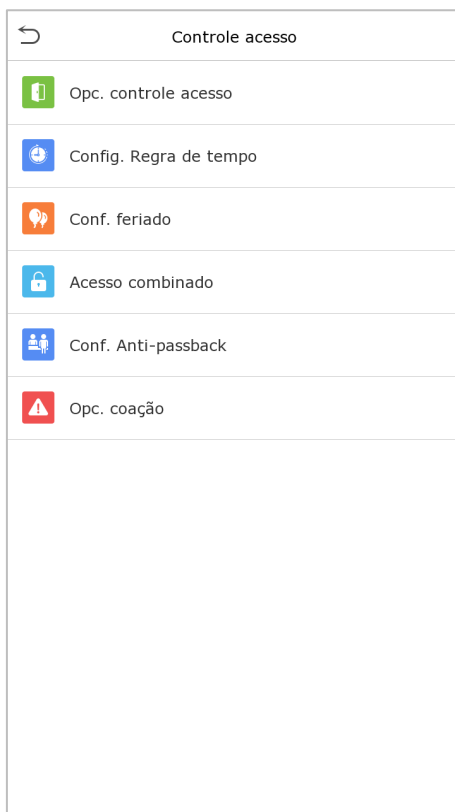 Controle acesso
Opc. controle acesso
Config. Regra de tempo
Conf. feriado
Acesso combinado
Conf. Anti-passback
Opc. coação